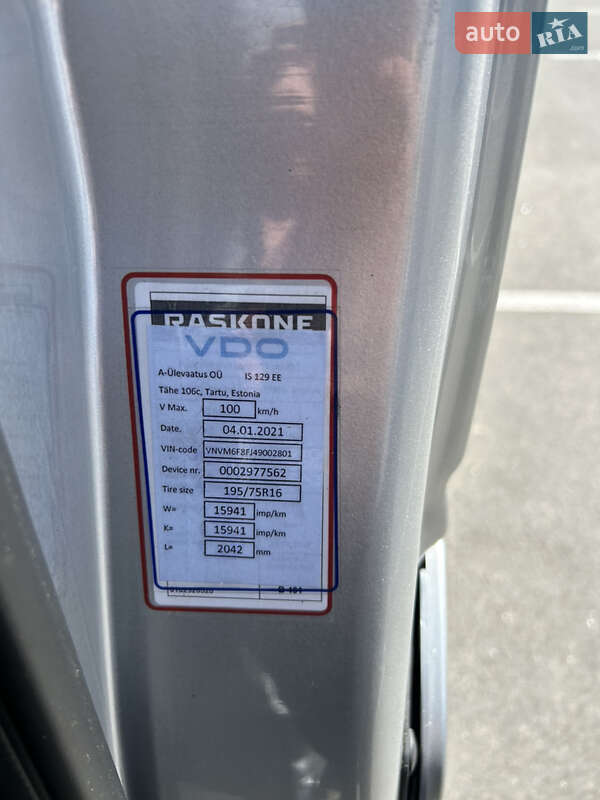 auto RIA
.com
RASKONE
VDO
A-Ülevaatus OÜ IS 129 EE
Tähe 106c, Tartu, Estonia
V Max. 100 km/h
Date. 04.01.2021
VIN-code VNVM6F8FJ49002801
Device nr. 0002977562
Tire size 195/75R16
W= 15941 imp/km
K= 15941 imp/km
L= 2042 mm